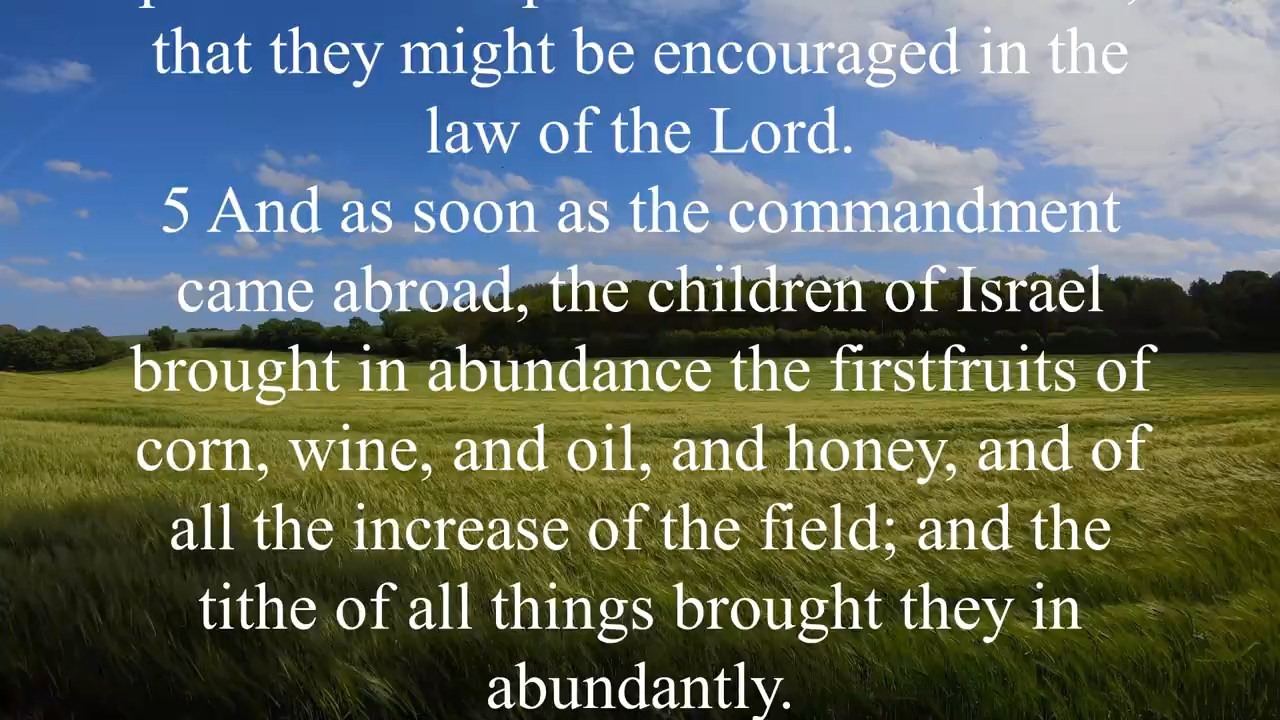 that they might be encouraged in the
law of the Lord.
5 And as soon as the commandment
came abroad, the children of Israel
brought in abundance the firstfruits of
corn, wine, and oil, and honey, and of
all the increase of the field; and the
tithe of all things brought they in
abundantly.